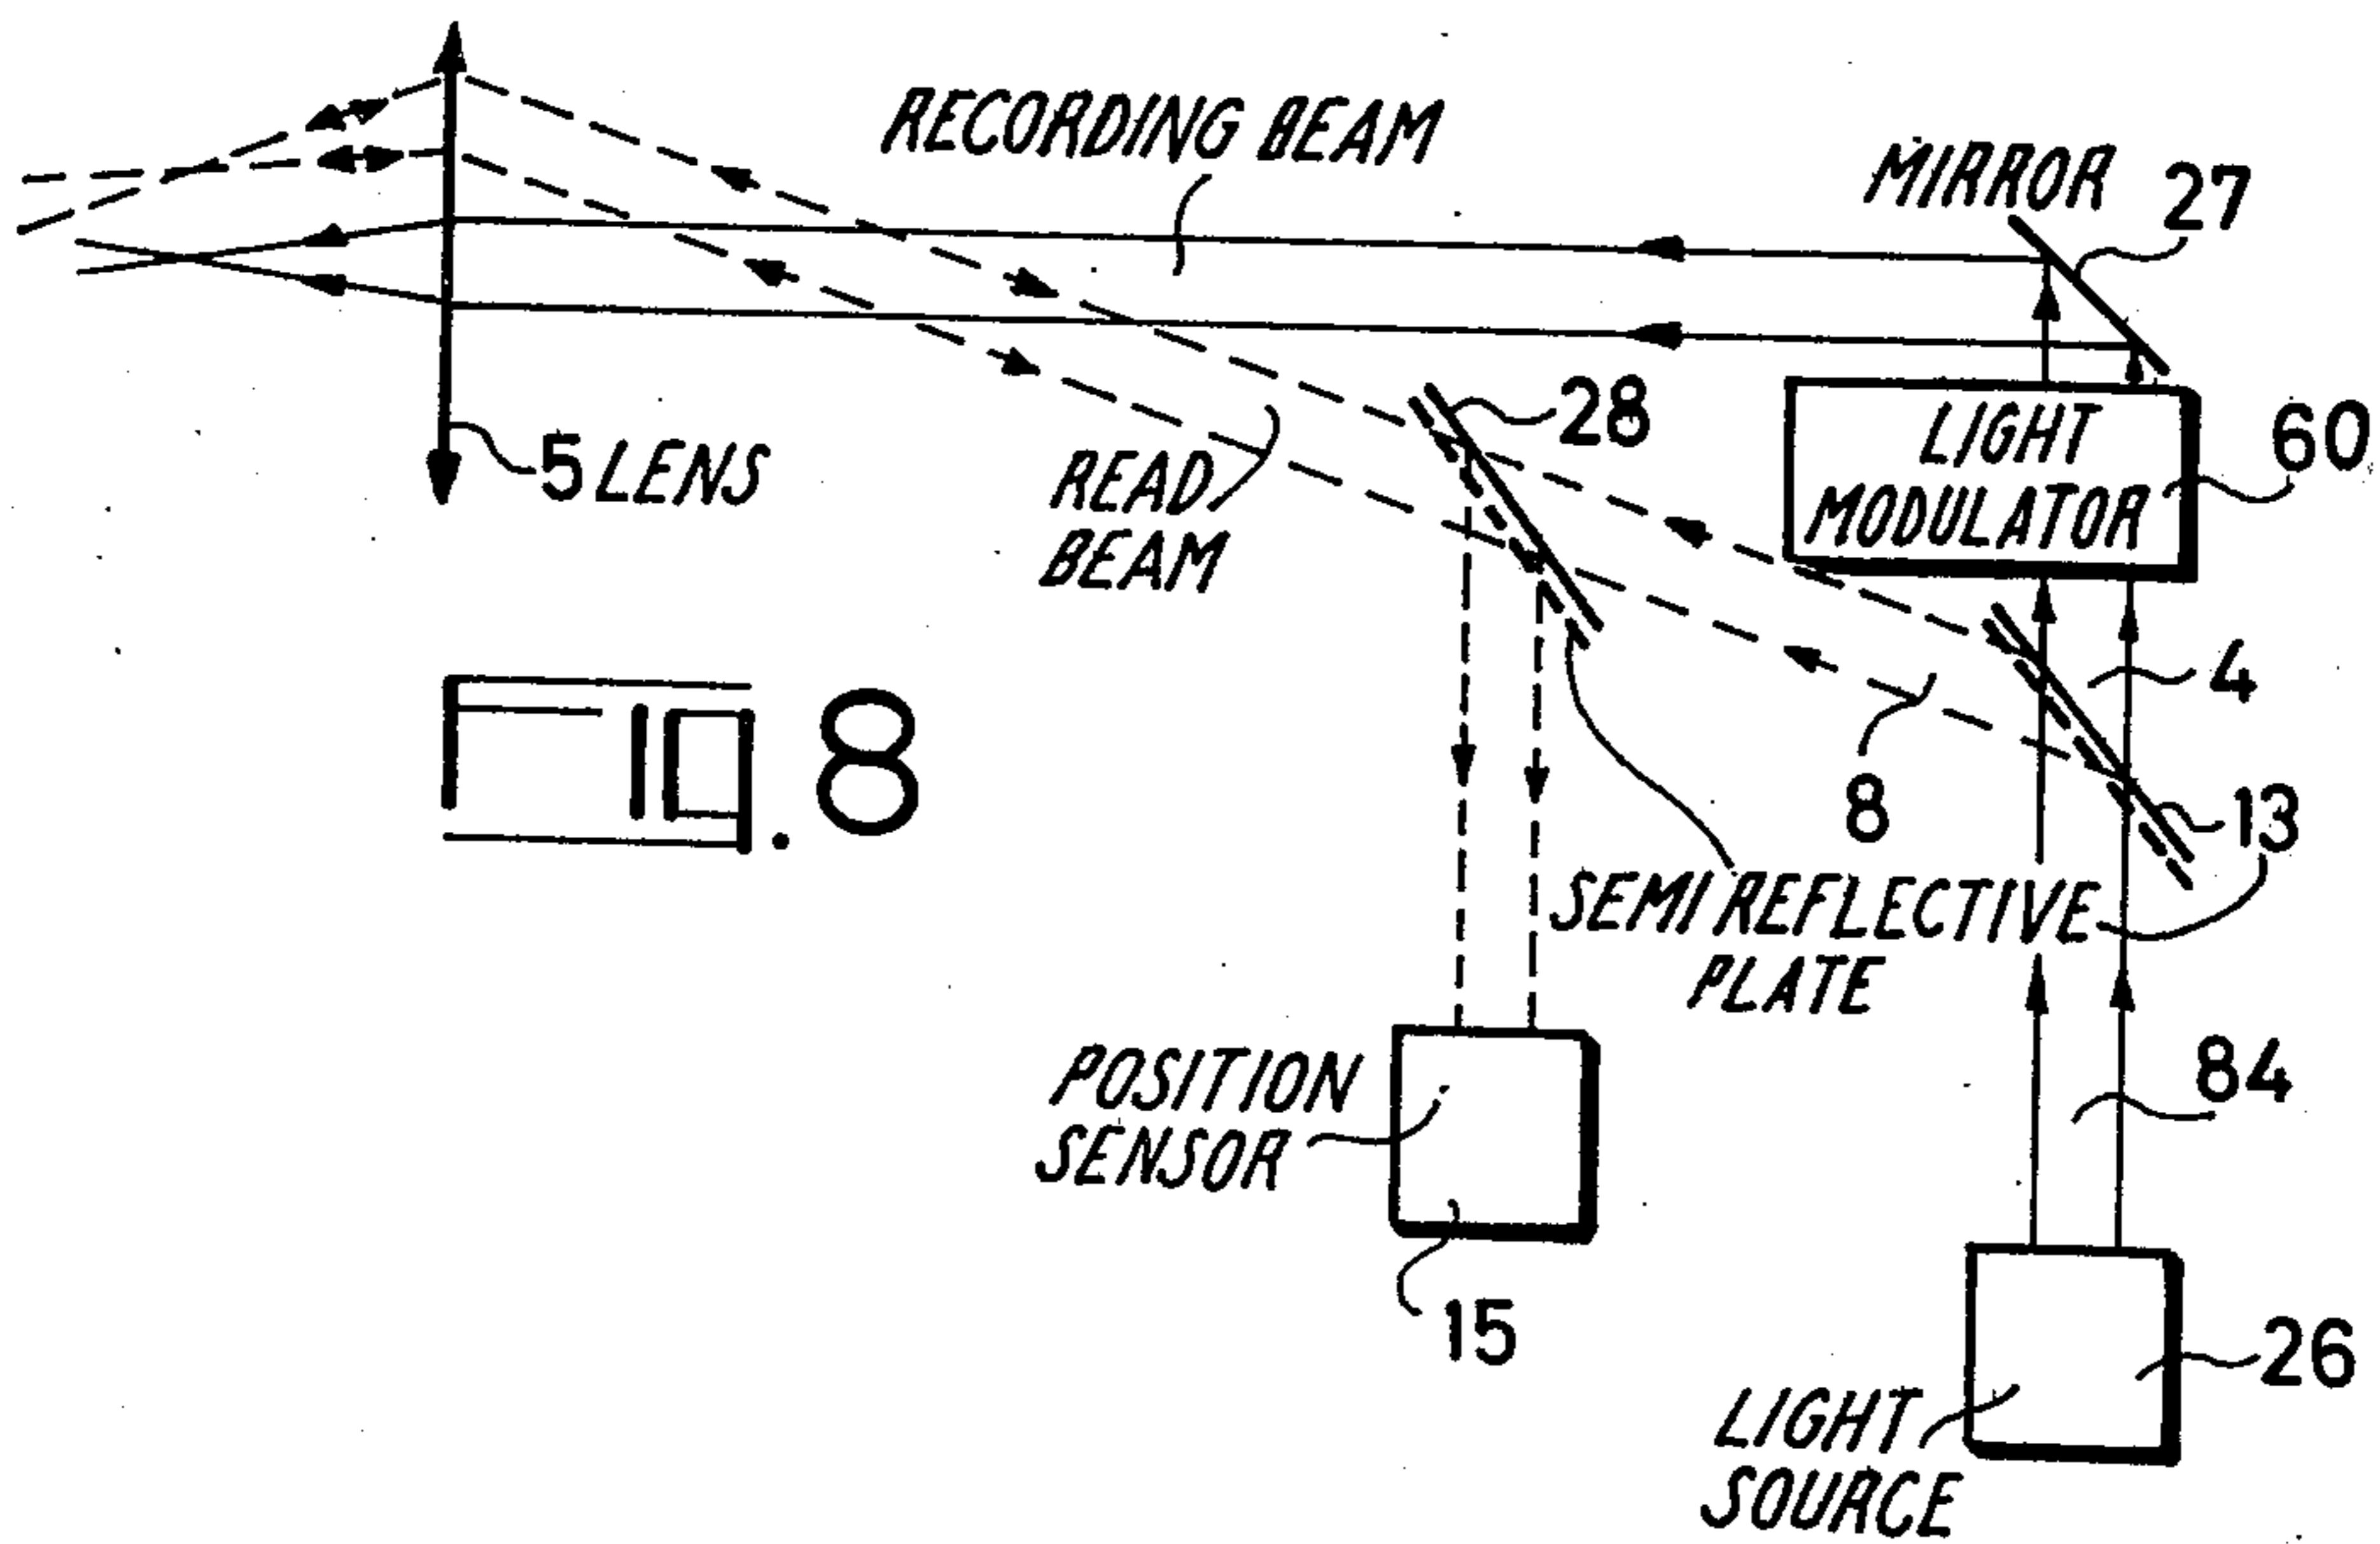 RECORDING BEAM
MIRROR
27
28
LIGHT
MODULATOR
60
5 LENS
READ
BEAM
4
Fig. 8
8
13
SEMI REFLECTIVE
PLATE
POSITION
SENSOR
84
15
26
LIGHT
SOURCE